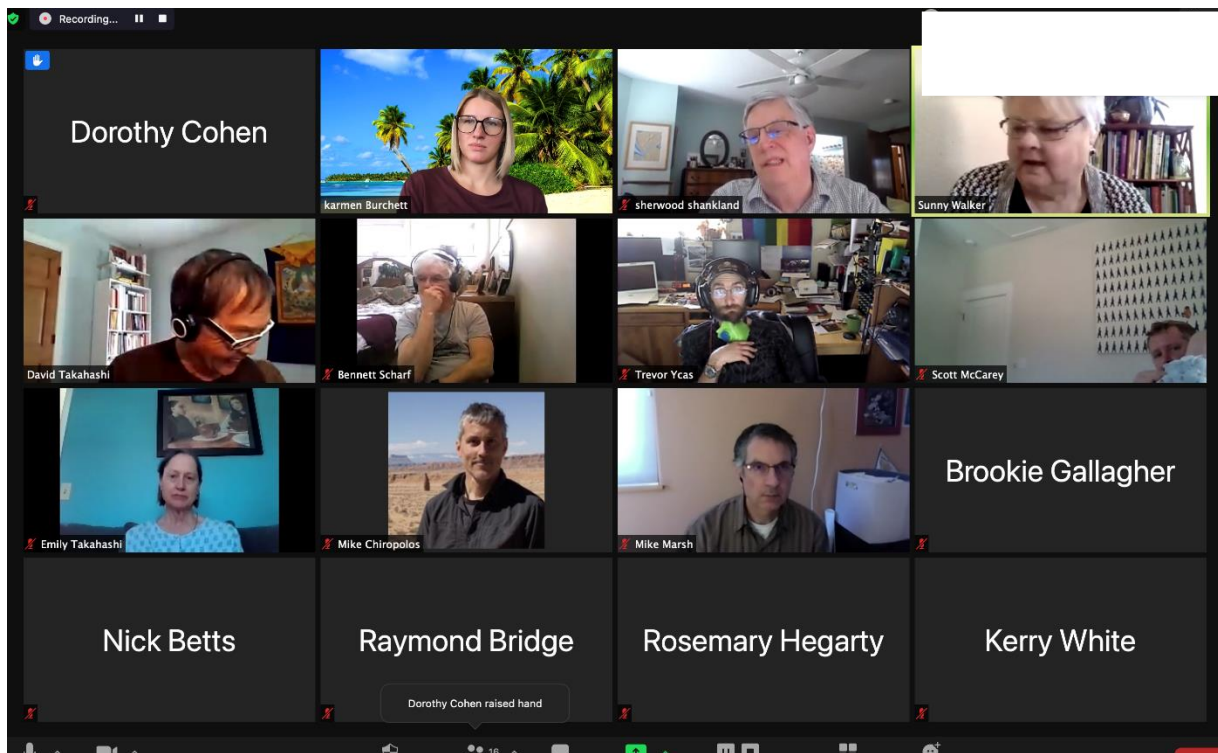 Recording...
Dorothy Cohen
karmen Burchett
sherwood shankland
Sunny Walker
David Takahashi
Bennett Scharf
Trevor Ycas
Scott McCarey
Emily Takahashi
Mike Chiropolos
Mike Marsh
Brookie Gallagher
Nick Betts
Raymond Bridge
Rosemary Hegarty
Kerry White
Dorothy Cohen raised hand
16